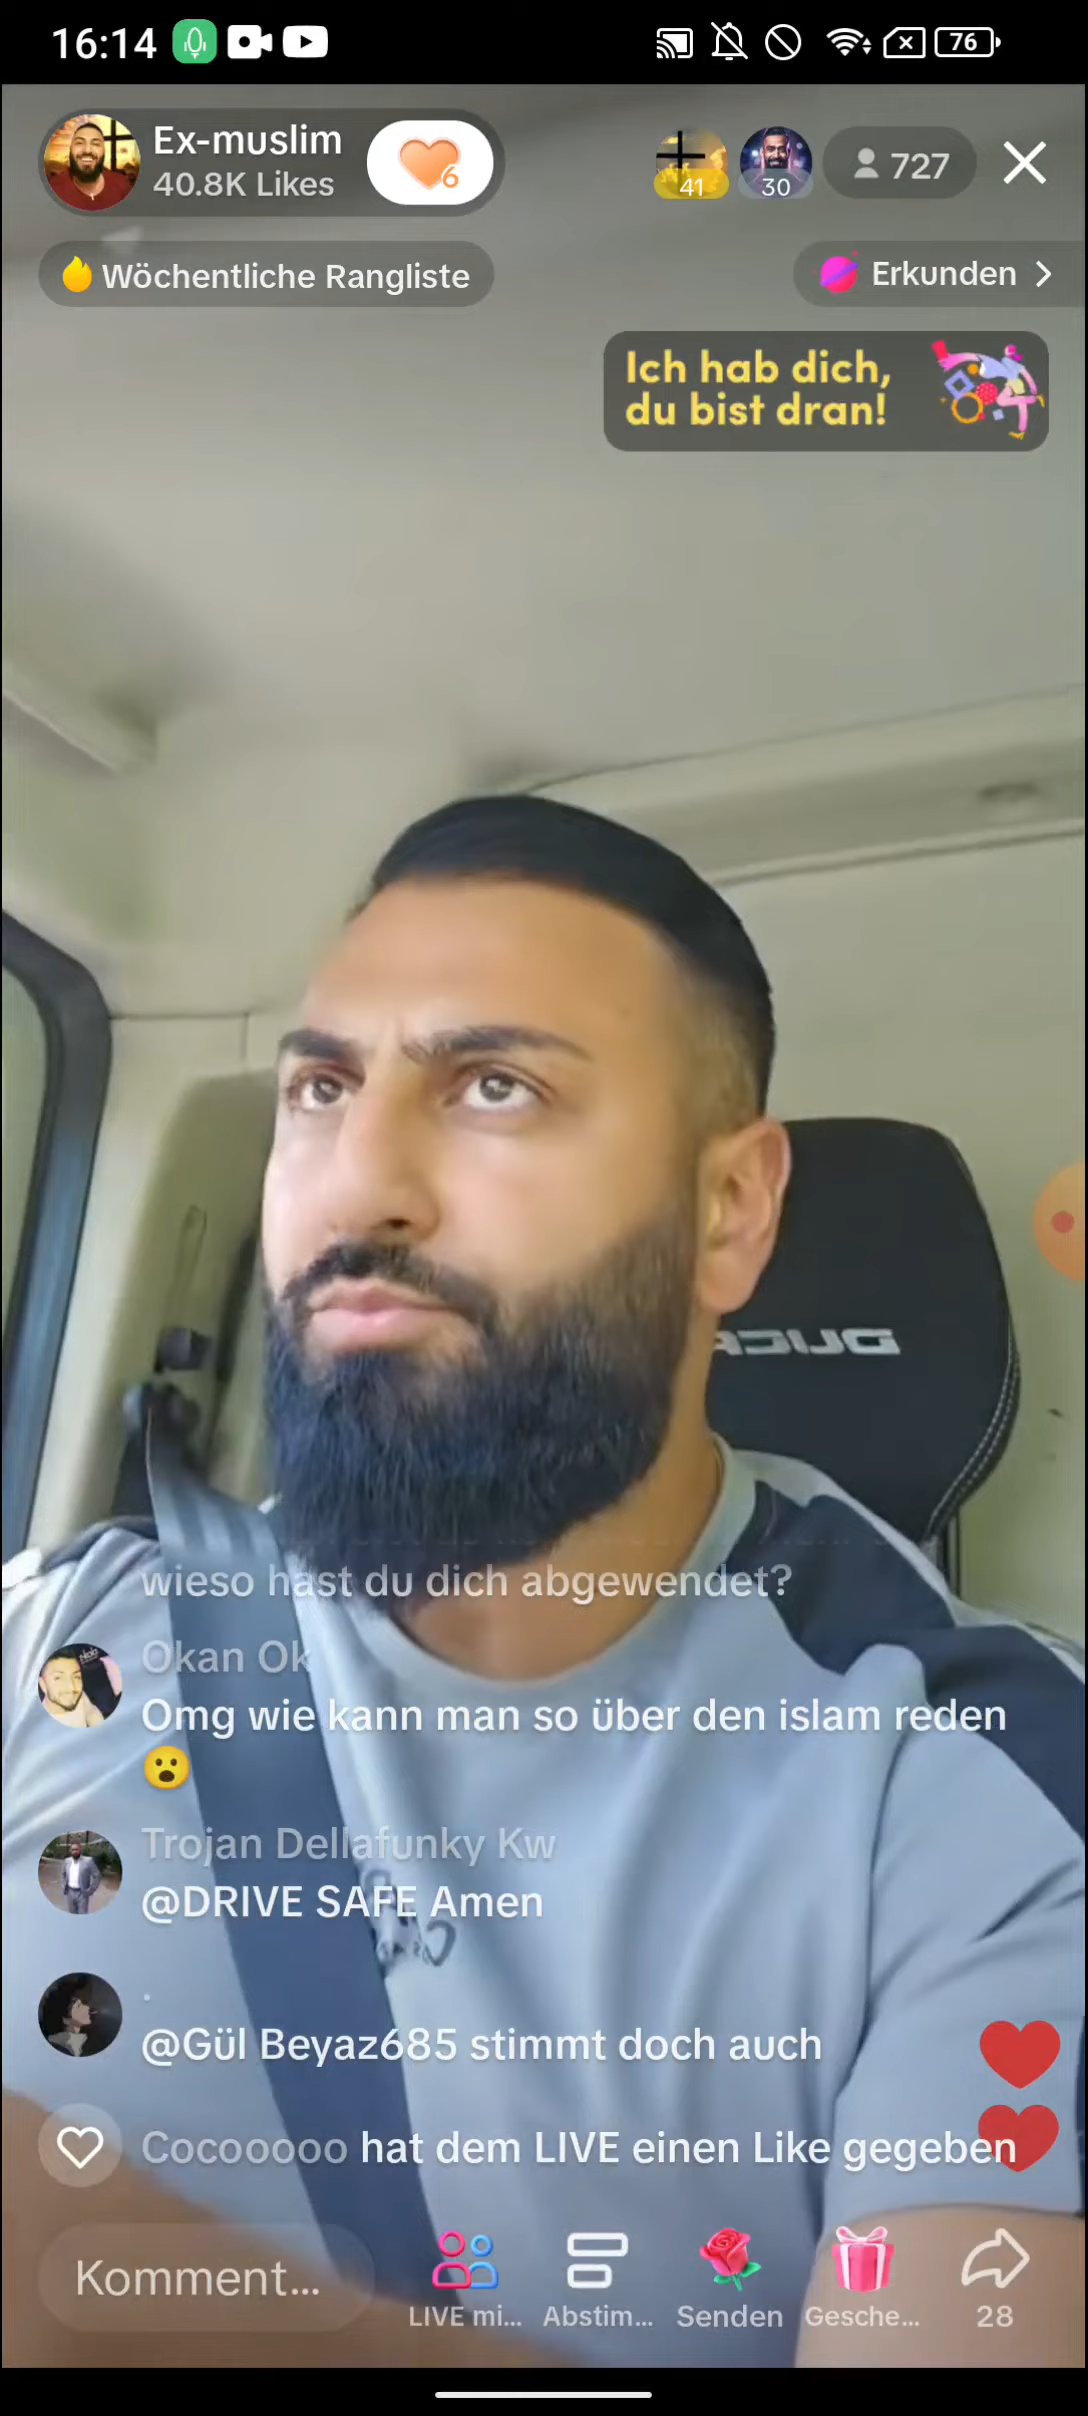 16:14
76
Ex-muslim
40.8K Likes
6
41
30
727
Wöchentliche Rangliste
Erkunden
Ich hab dich,
du bist dran!
wieso hast du dich abgewendet?
Okan Ok
Omg wie kann man so über den islam reden
😮
Trojan Dellafunky Kw
@DRIVE SAFE Amen
.
@Gül Beyaz685 stimmt doch auch
Cocooooo hat dem LIVE einen Like gegeben
Komment...
LIVE mi...
Abstim...
Senden
Gesche...
28